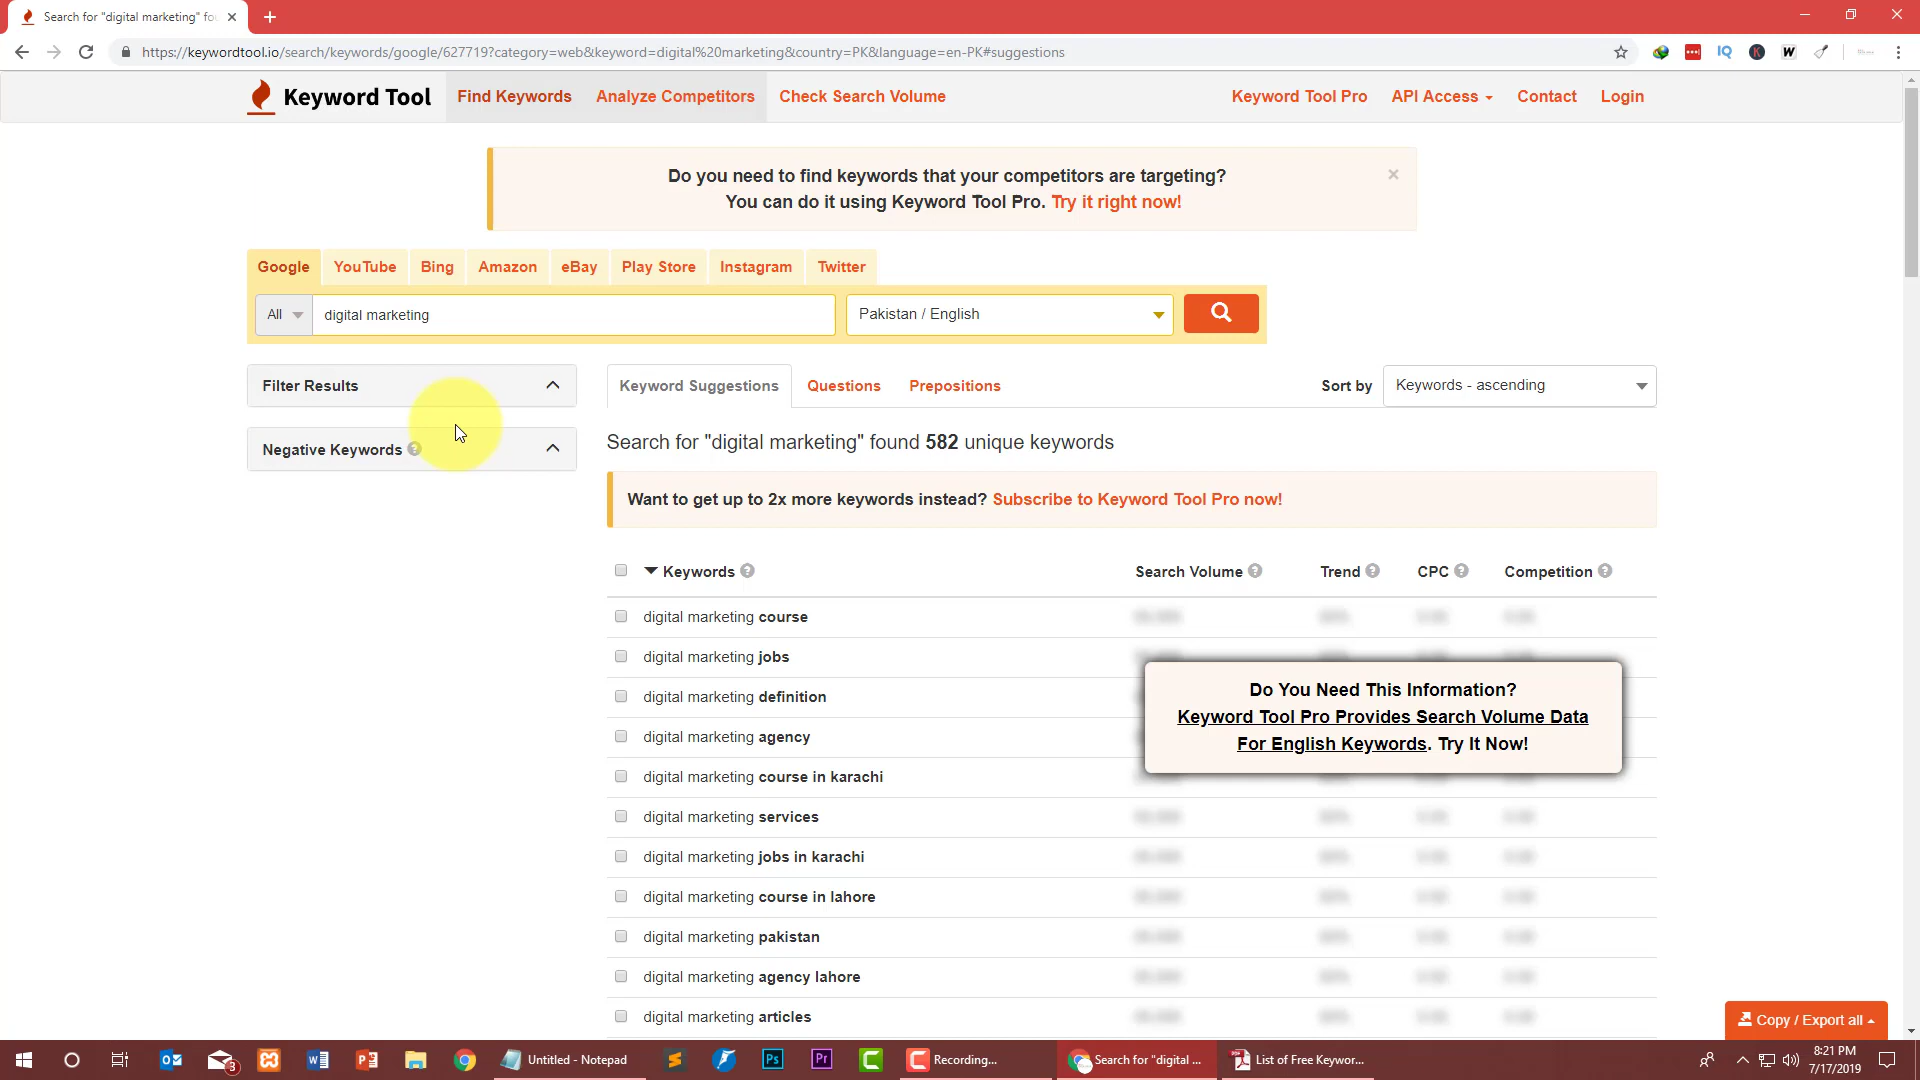 Search for "digital marketing" fou
https://keywordtool.io/search/keywords/google/627719?category=web&keyword=digital%20marketing&country=PK&language=en-PK#suggestions
Keyword Tool
Find Keywords
Analyze Competitors
Check Search Volume
Keyword Tool Pro
API Access
Contact
Login
Do you need to find keywords that your competitors are targeting?
You can do it using Keyword Tool Pro. Try it right now!
Google
YouTube
Bing
Amazon
eBay
Play Store
Instagram
Twitter
All
digital marketing
Pakistan / English
Filter Results
Negative Keywords
Keyword Suggestions
Questions
Prepositions
Sort by
Keywords - ascending
Search for "digital marketing" found 582 unique keywords
Want to get up to 2x more keywords instead? Subscribe to Keyword Tool Pro now!
Keywords
Search Volume
Trend
CPC
Competition
digital marketing course
digital marketing jobs
digital marketing definition
digital marketing agency
digital marketing course in karachi
digital marketing services
digital marketing jobs in karachi
digital marketing course in lahore
digital marketing pakistan
digital marketing agency lahore
digital marketing articles
Do You Need This Information?
Keyword Tool Pro Provides Search Volume Data
For English Keywords. Try It Now!
Copy / Export all
Untitled - Notepad
Recording...
Search for "digital ...
List of Free Keywor...
8:21 PM
7/17/2019